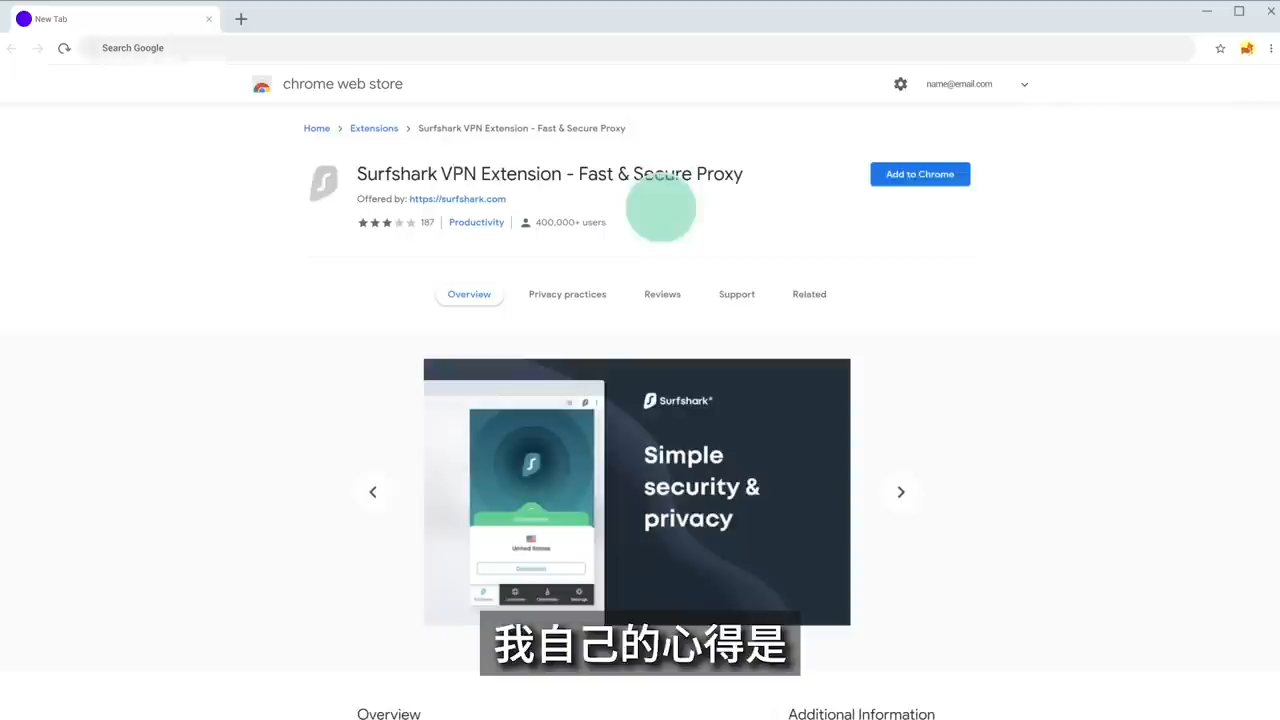 New Tab
Search Google
chrome web store
name@email.com
Home > Extensions > Surfshark VPN Extension - Fast & Secure Proxy
Surfshark VPN Extension - Fast & Secure Proxy
Add to Chrome
Offered by: https://surfshark.com
187 Productivity 400,000+ users
Overview Privacy practices Reviews Support Related
Surfshark®
Simple
security &
privacy
United States
我自己的心得是
Overview
Additional Information